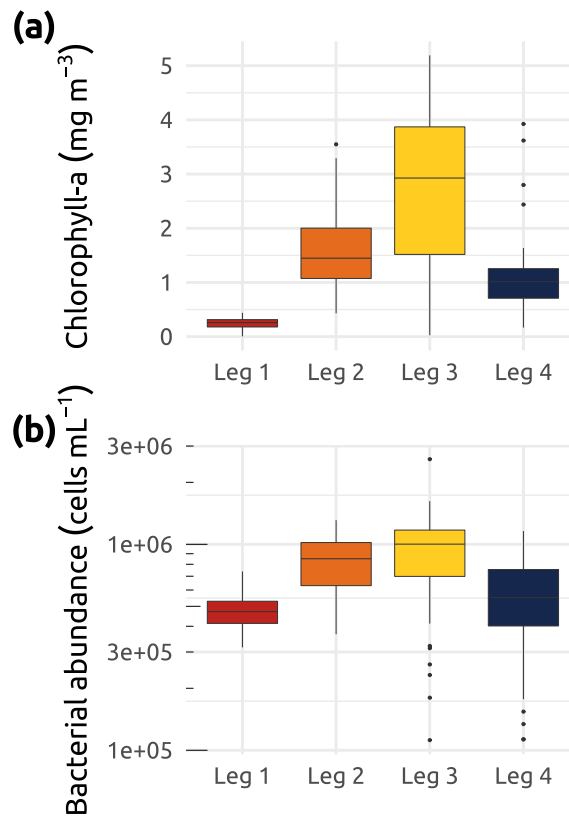 (a)
Chlorophyll-a (mg m⁻³)
5
4
3
2
1
0
Leg 1 Leg 2 Leg 3 Leg 4
(b)
Bacterial abundance (cells mL⁻¹)
3e+06
1e+06
3e+05
1e+05
Leg 1 Leg 2 Leg 3 Leg 4